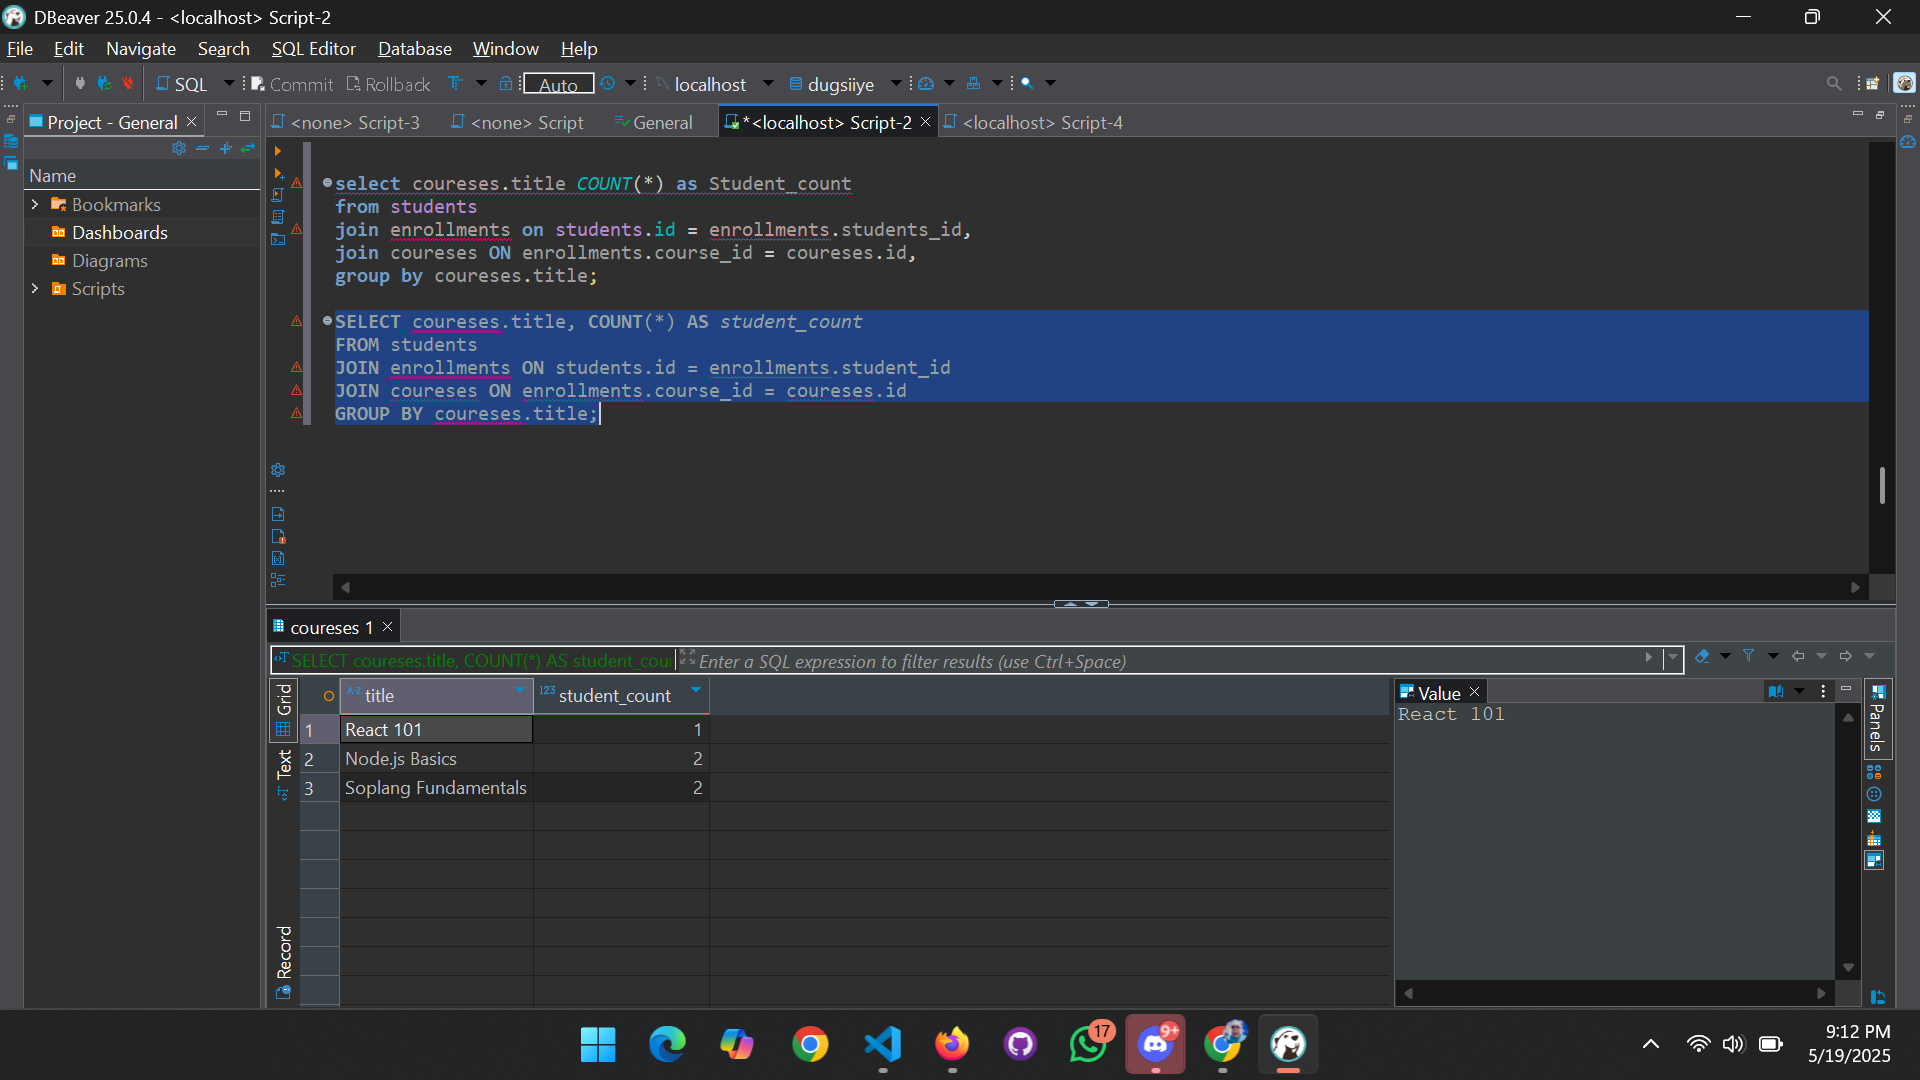 DBeaver 25.0.4 - <localhost> Script-2
File Edit Navigate Search SQL Editor Database Window Help
SQL Commit Rollback Auto localhost dugsiiye
Project - General
<none> Script-3
<none> Script
General
*<localhost> Script-2
<localhost> Script-4
Name
Bookmarks
Dashboards
Diagrams
Scripts
select coureses.title COUNT(*) as Student_count
from students
join enrollments on students.id = enrollments.students_id,
join coureses ON enrollments.course_id = coureses.id,
group by coureses.title;
SELECT coureses.title, COUNT(*) AS student_count
FROM students
JOIN enrollments ON students.id = enrollments.student_id
JOIN coureses ON enrollments.course_id = coureses.id
GROUP BY coureses.title;
coureses 1
SELECT coureses.title, COUNT(*) AS student_cou
Enter a SQL expression to filter results (use Ctrl+Space)
Grid
Text
Record
A-Z title
123 student_count
1 React 101 1
2 Node.js Basics 2
3 Soplang Fundamentals 2
Value
React 101
Panels
17
9+
9:12 PM
5/19/2025